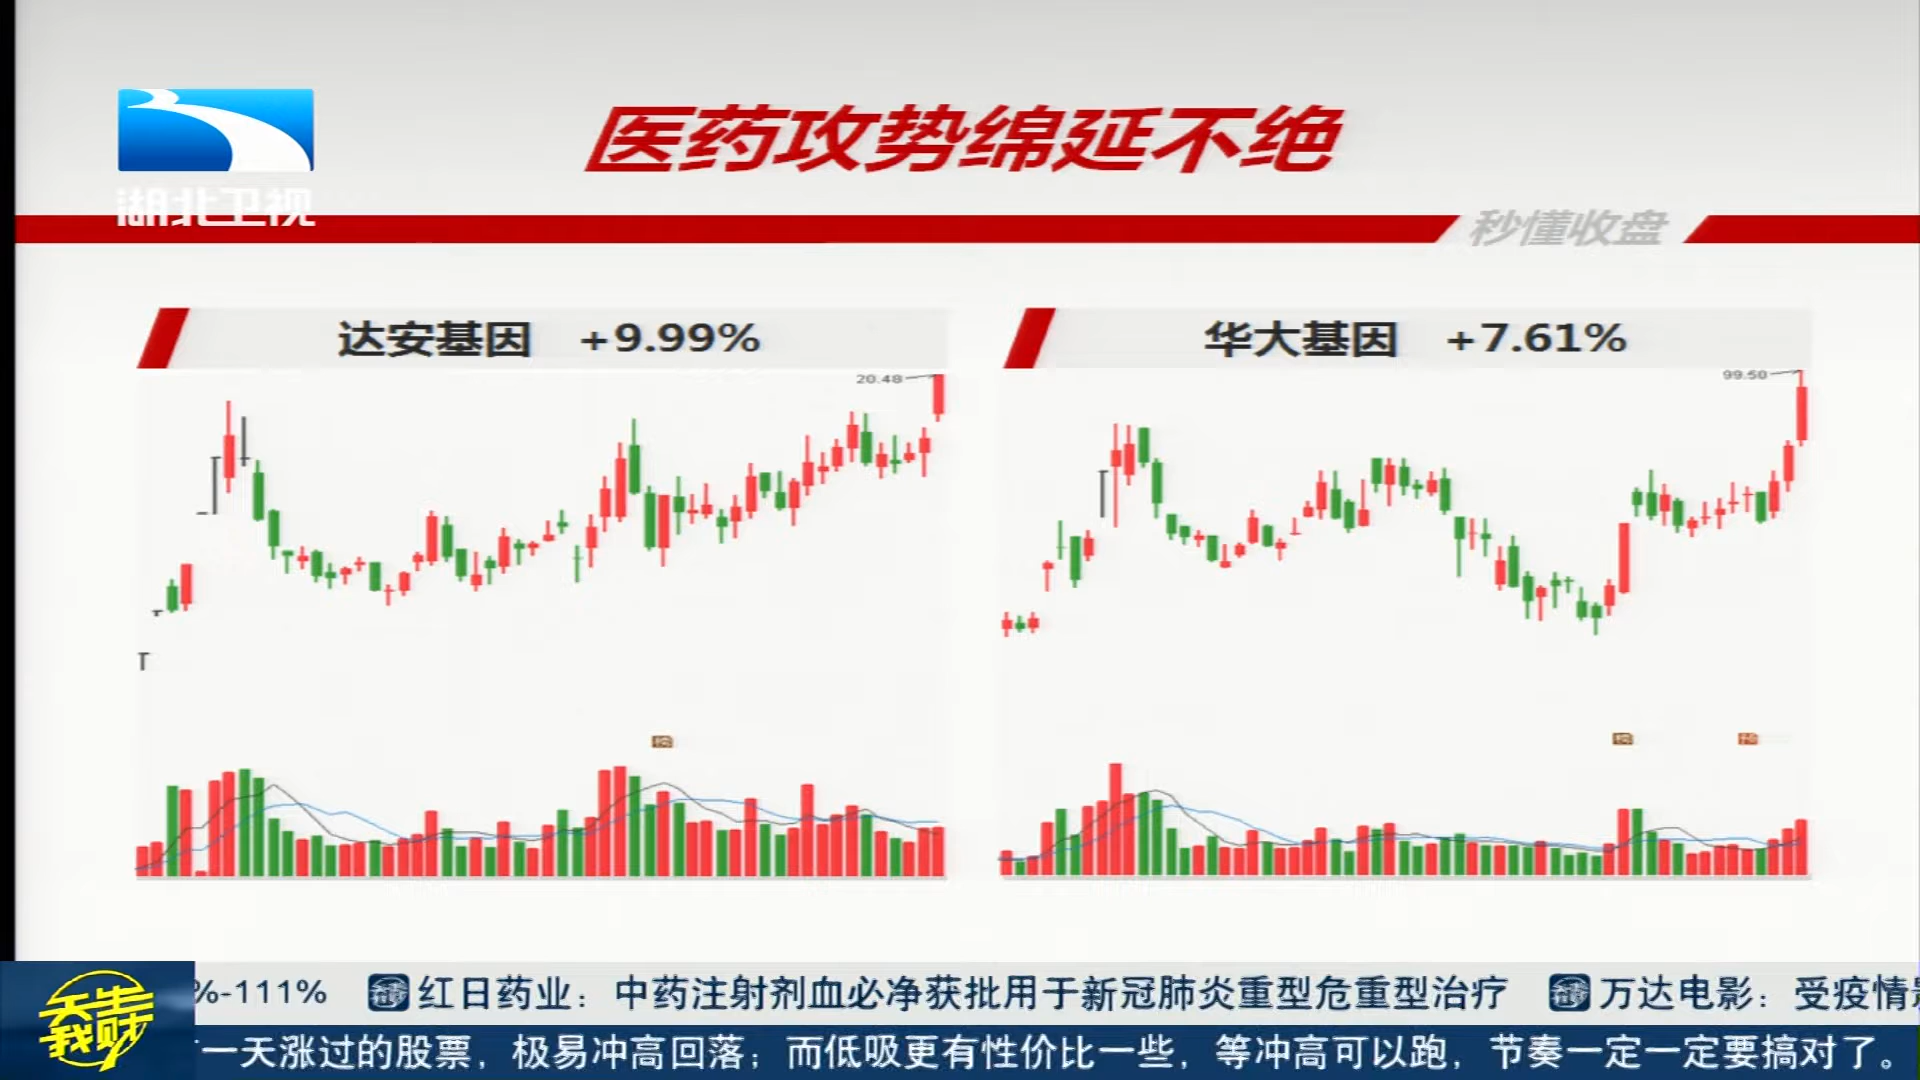 医药攻势绵延不绝
湖北卫视
秒懂收盘
达安基因 +9.99%
华大基因 +7.61%
20.48
99.50
天生我财
%-111% 红日药业：中药注射剂血必净获批用于新冠肺炎重型危重型治疗 万达电影：受疫情
一天涨过的股票，极易冲高回落；而低吸更有性价比一些，等冲高可以跑，节奏一定一定要搞对了。